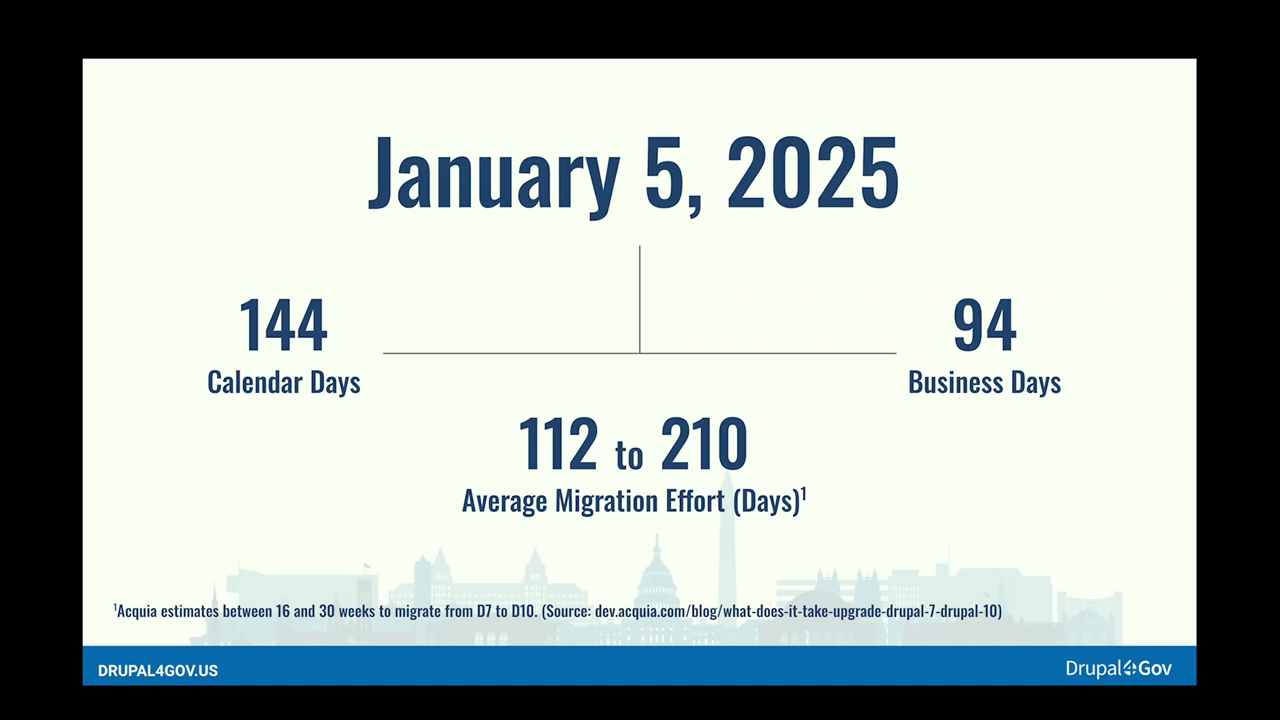 January 5, 2025
144
Calendar Days
94
Business Days
112 to 210
Average Migration Effort (Days)¹
¹Acquia estimates between 16 and 30 weeks to migrate from D7 to D10. (Source: dev.acquia.com/blog/what-does-it-take-upgrade-drupal-7-drupal-10)
DRUPAL4GOV.US
Drupal4Gov